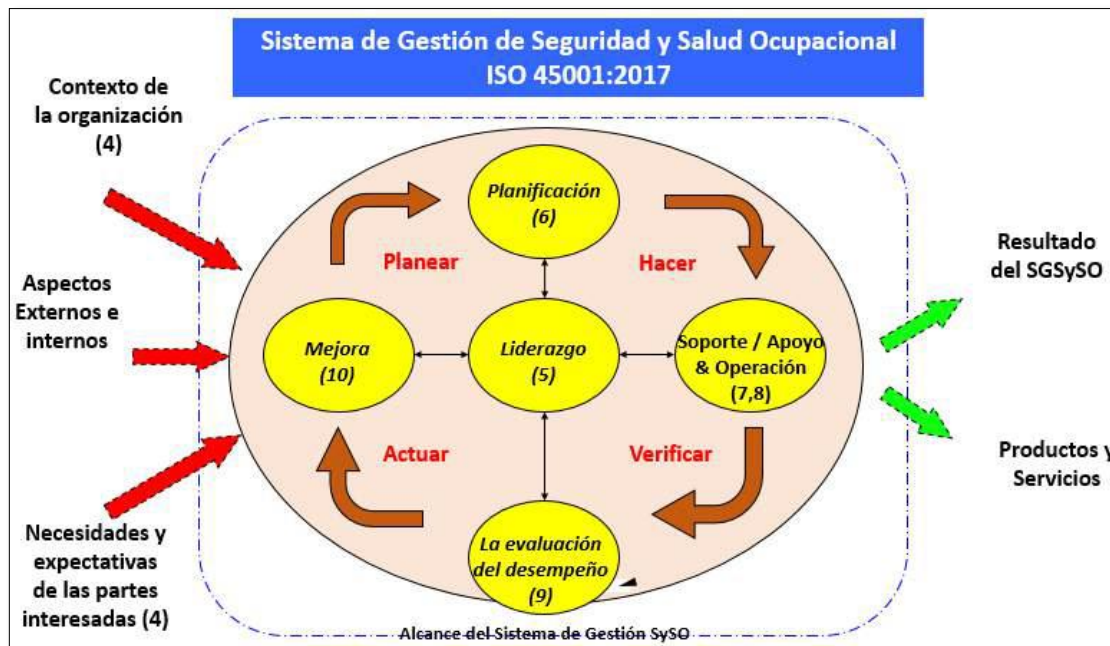 Sistema de Gestión de Seguridad y Salud Ocupacional
ISO 45001:2017
Contexto de
la organización
(4)
Aspectos
Externos e
internos
Necesidades y
expectativas
de las partes
interesadas (4)
Planificación
(6)
Planear
Hacer
Mejora
(10)
Liderazgo
(5)
Soporte / Apoyo
& Operación
(7,8)
Actuar
Verificar
La evaluación
del desempeño
(9)
Alcance del Sistema de Gestión SySO
Resultado
del SGSySO
Productos y
Servicios